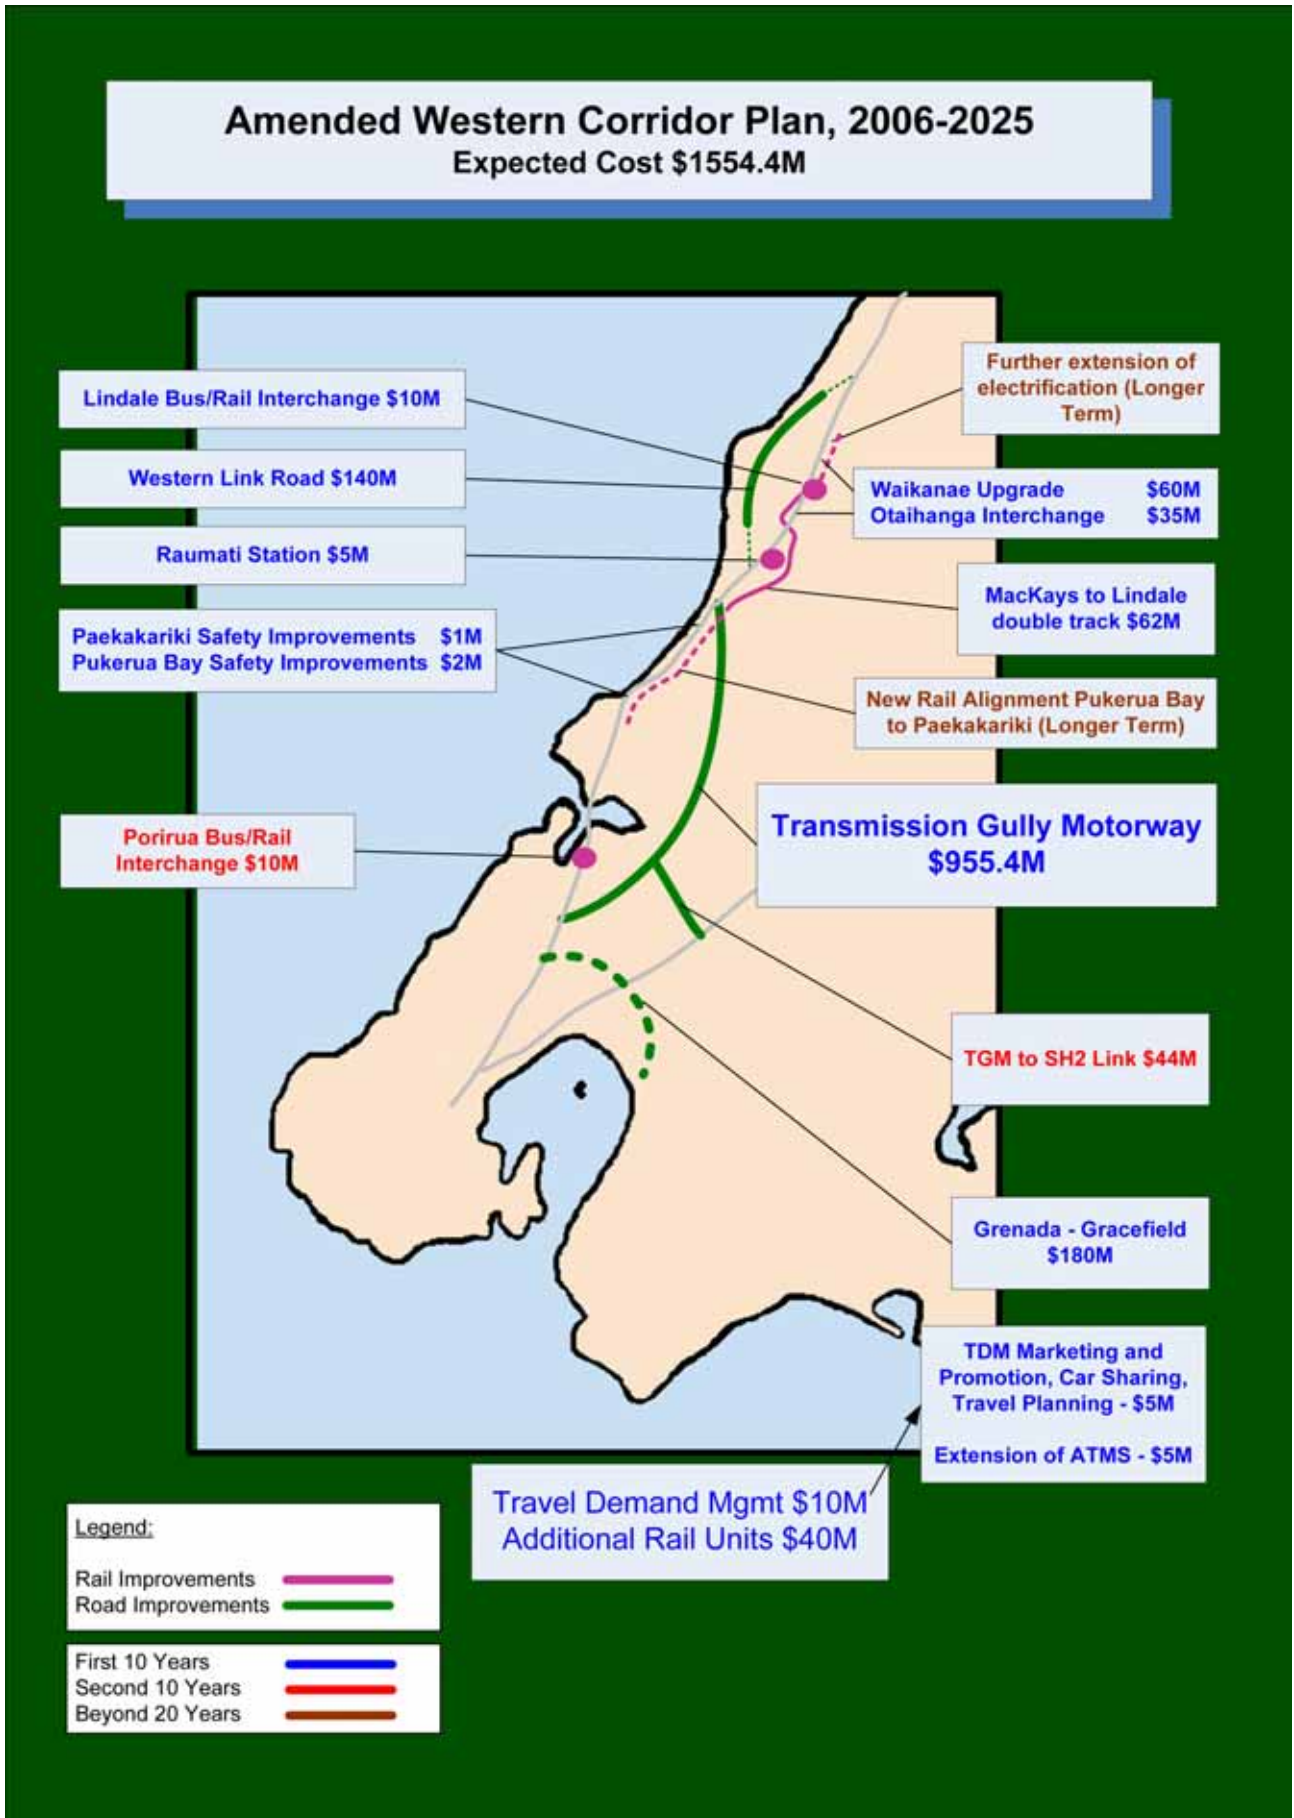 Amended Western Corridor Plan, 2006-2025
Expected Cost $1554.4M
Lindale Bus/Rail Interchange $10M
Western Link Road $140M
Raumati Station $5M
Paekakariki Safety Improvements $1M
Pukerua Bay Safety Improvements $2M
Porirua Bus/Rail
Interchange $10M
Further extension of
electrification (Longer
Term)
Waikanae Upgrade $60M
Otaihanga Interchange $35M
MacKays to Lindale
double track $62M
New Rail Alignment Pukerua Bay
to Paekakariki (Longer Term)
Transmission Gully Motorway
$955.4M
TGM to SH2 Link $44M
Grenada - Gracefield
$180M
TDM Marketing and
Promotion, Car Sharing,
Travel Planning - $5M
Extension of ATMS - $5M
Travel Demand Mgmt $10M
Additional Rail Units $40M
Legend:
Rail Improvements
Road Improvements
First 10 Years
Second 10 Years
Beyond 20 Years